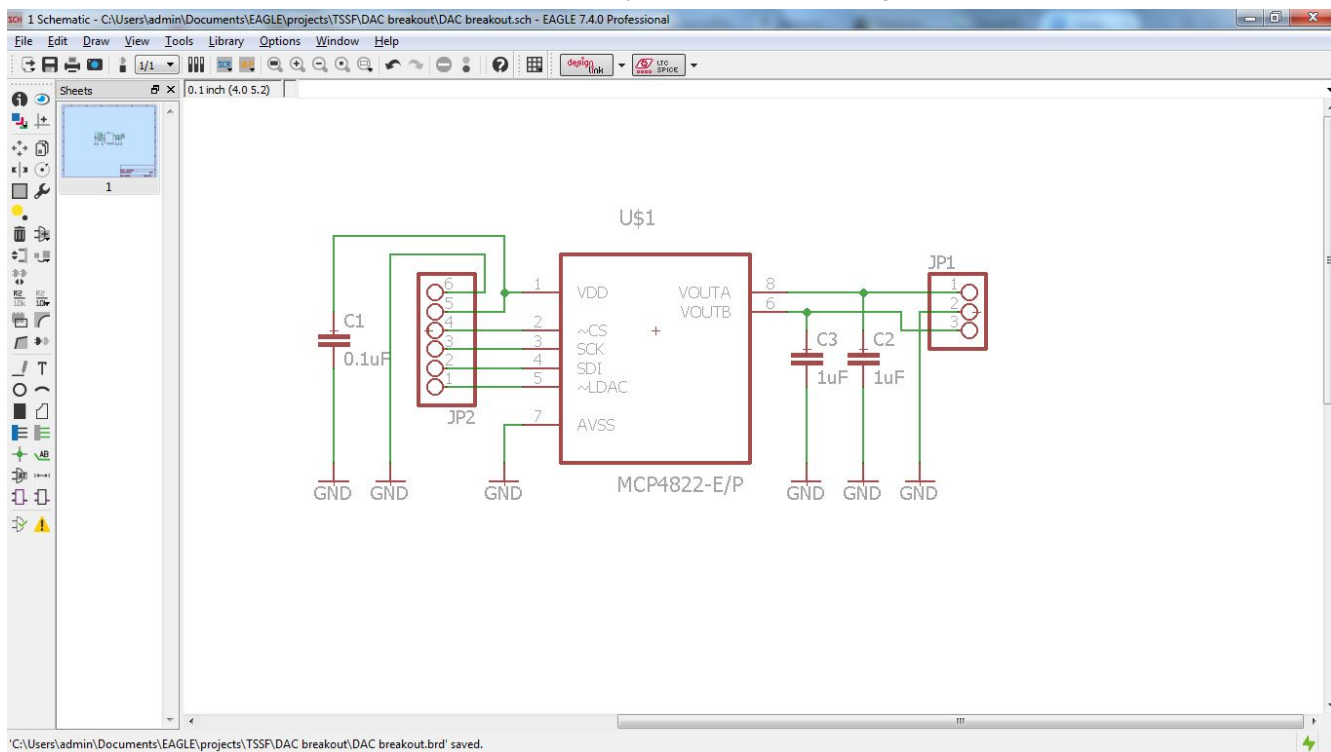 1 Schematic - C:\Users\admin\Documents\EAGLE\projects\TSSF\DAC breakout\DAC breakout.sch - EAGLE 7.4.0 Professional
File Edit Draw View Tools Library Options Window Help
1/1
design link
LTC SPICE
Sheets
0.1 inch (4.0 5.2)
1
U$1
JP1
VDD
VOUTA
VOUTB
~CS
SCK
SDI
~LDAC
AVSS
1
2
3
4
5
7
8
6
1
2
3
6
5
4
3
2
1
C1
0.1uF
JP2
C3
1uF
C2
1uF
MCP4822-E/P
GND
GND
GND
GND
GND
GND
'C:\Users\admin\Documents\EAGLE\projects\TSSF\DAC breakout\DAC breakout.brd' saved.